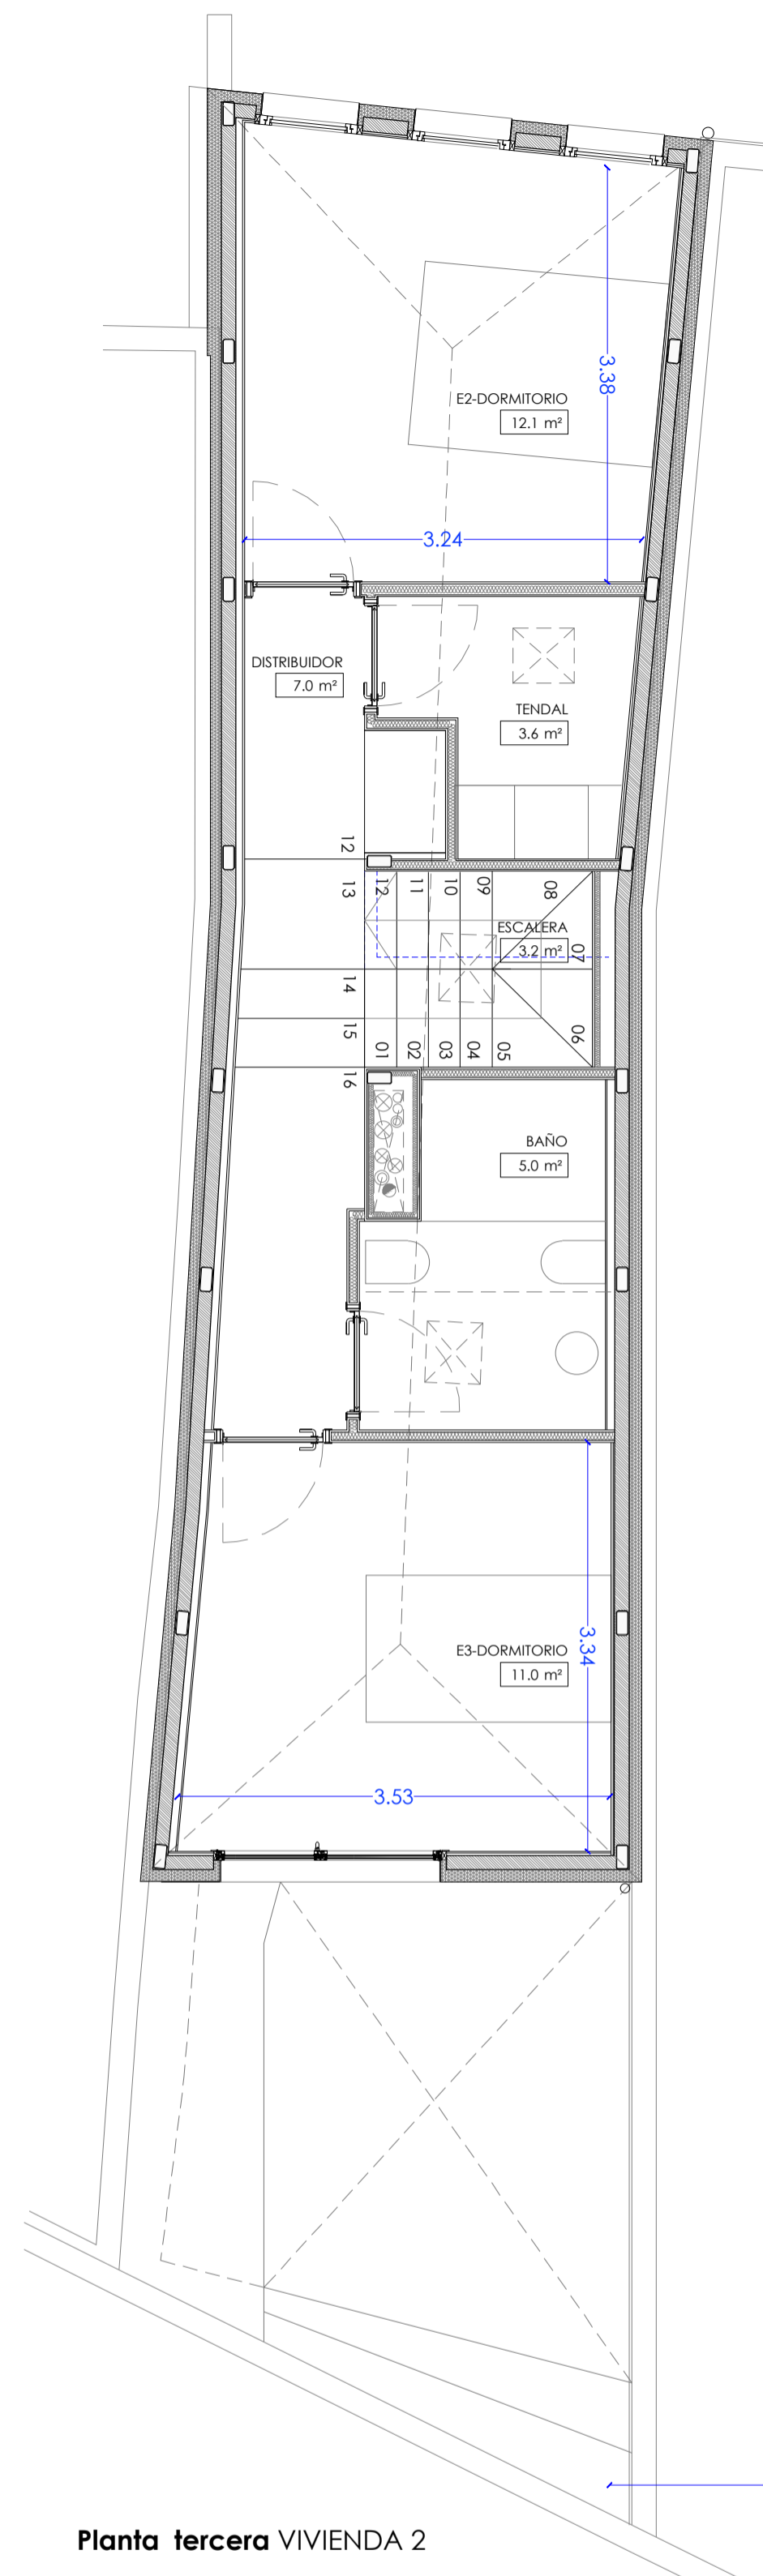 E2-DORMITORIO
12.1 m²
3.38
3.24
DISTRIBUIDOR
7.0 m²
TENDAL
3.6 m²
12
13
12
11
10
09
08
ESCALERA
3.2 m²
07
14
15
01
02
03
04
05
06
16
BAÑO
5.0 m²
E3-DORMITORIO
11.0 m²
3.34
3.53
Planta tercera VIVIENDA 2